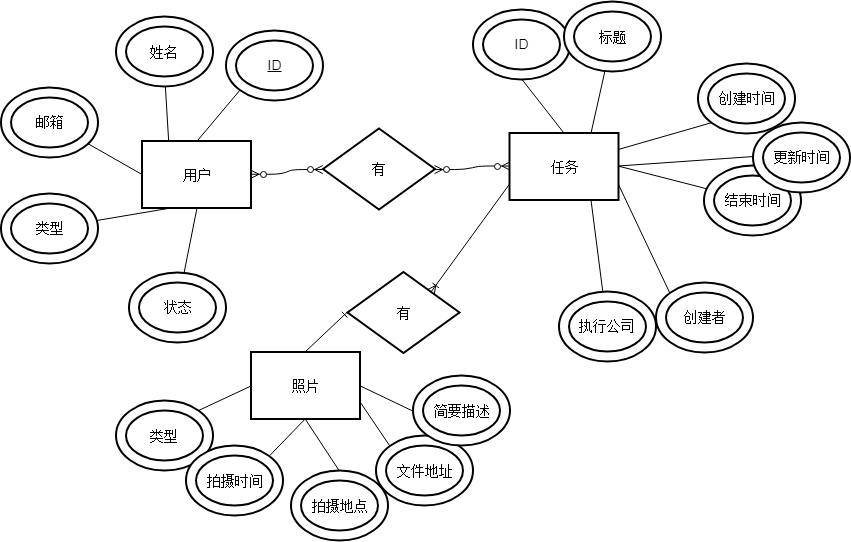 姓名
ID
ID
标题
邮箱
创建时间
更新时间
用户
有
任务
类型
结束时间
状态
有
执行公司
创建者
照片
简要描述
类型
拍摄时间
文件地址
拍摄地点